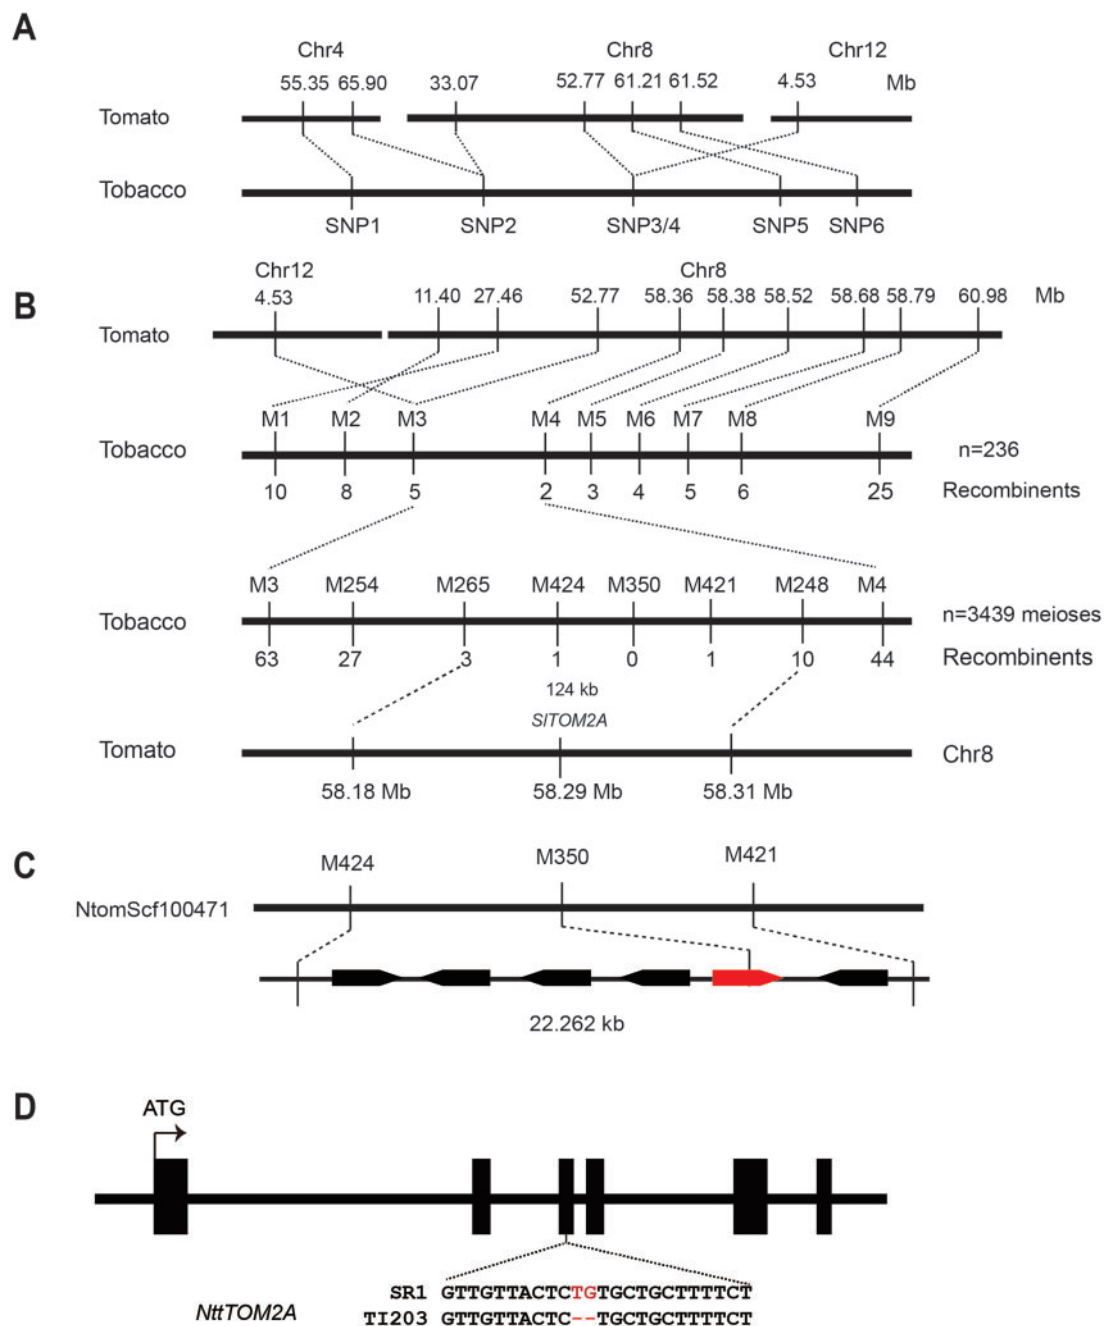 A
Chr4 Chr8 Chr12
55.35 65.90 33.07 52.77 61.21 61.52 4.53 Mb
Tomato
Tobacco
SNP1 SNP2 SNP3/4 SNP5 SNP6
B
Chr12 Chr8
4.53 11.40 27.46 52.77 58.36 58.38 58.52 58.68 58.79 60.98 Mb
Tomato
M1 M2 M3 M4 M5 M6 M7 M8 M9
Tobacco n=236
10 8 5 2 3 4 5 6 25 Recombinents
M3 M254 M265 M424 M350 M421 M248 M4
Tobacco n=3439 meioses
63 27 3 1 0 1 10 44 Recombinents
124 kb
SlTOM2A
Tomato Chr8
58.18 Mb 58.29 Mb 58.31 Mb
C
M424 M350 M421
NtomScf100471
22.262 kb
D
ATG
SR1 GTTGTTACTCTGTGCTGCTTTTCT
NttTOM2A TI203 GTTGTTACTC--TGCTGCTTTTCT